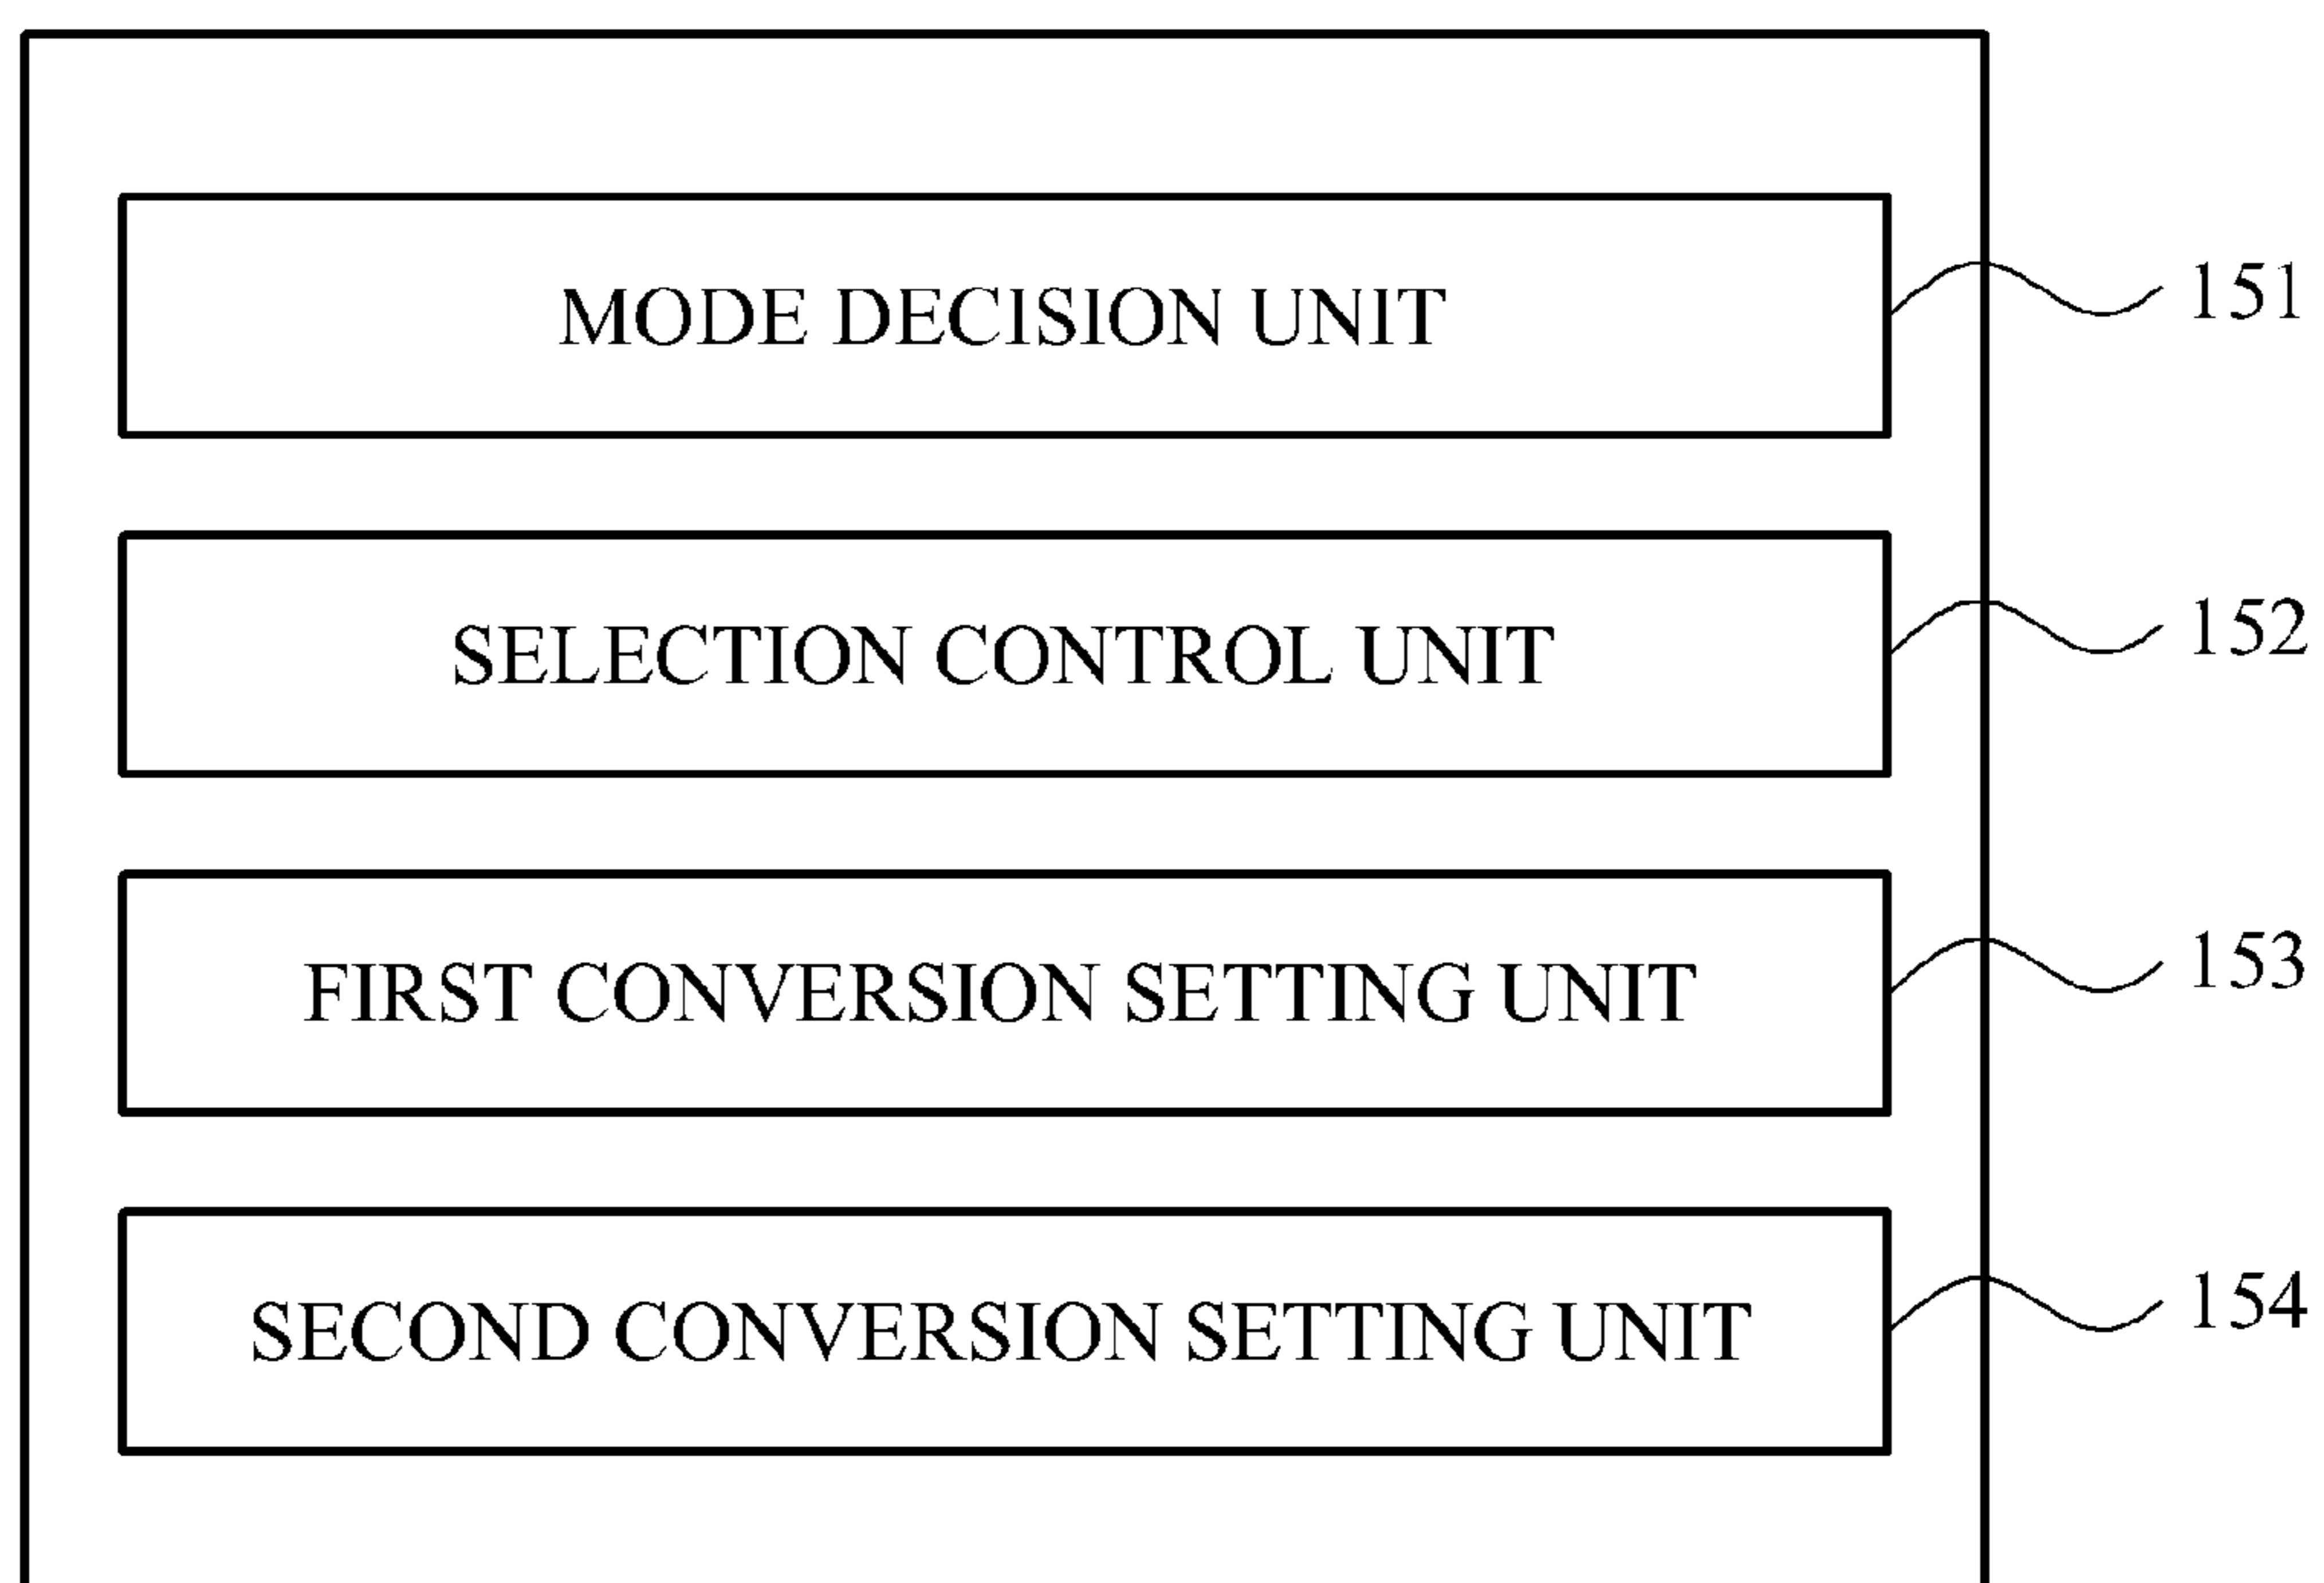 MODE DECISION UNIT 151
SELECTION CONTROL UNIT 152
FIRST CONVERSION SETTING UNIT 153
SECOND CONVERSION SETTING UNIT 154